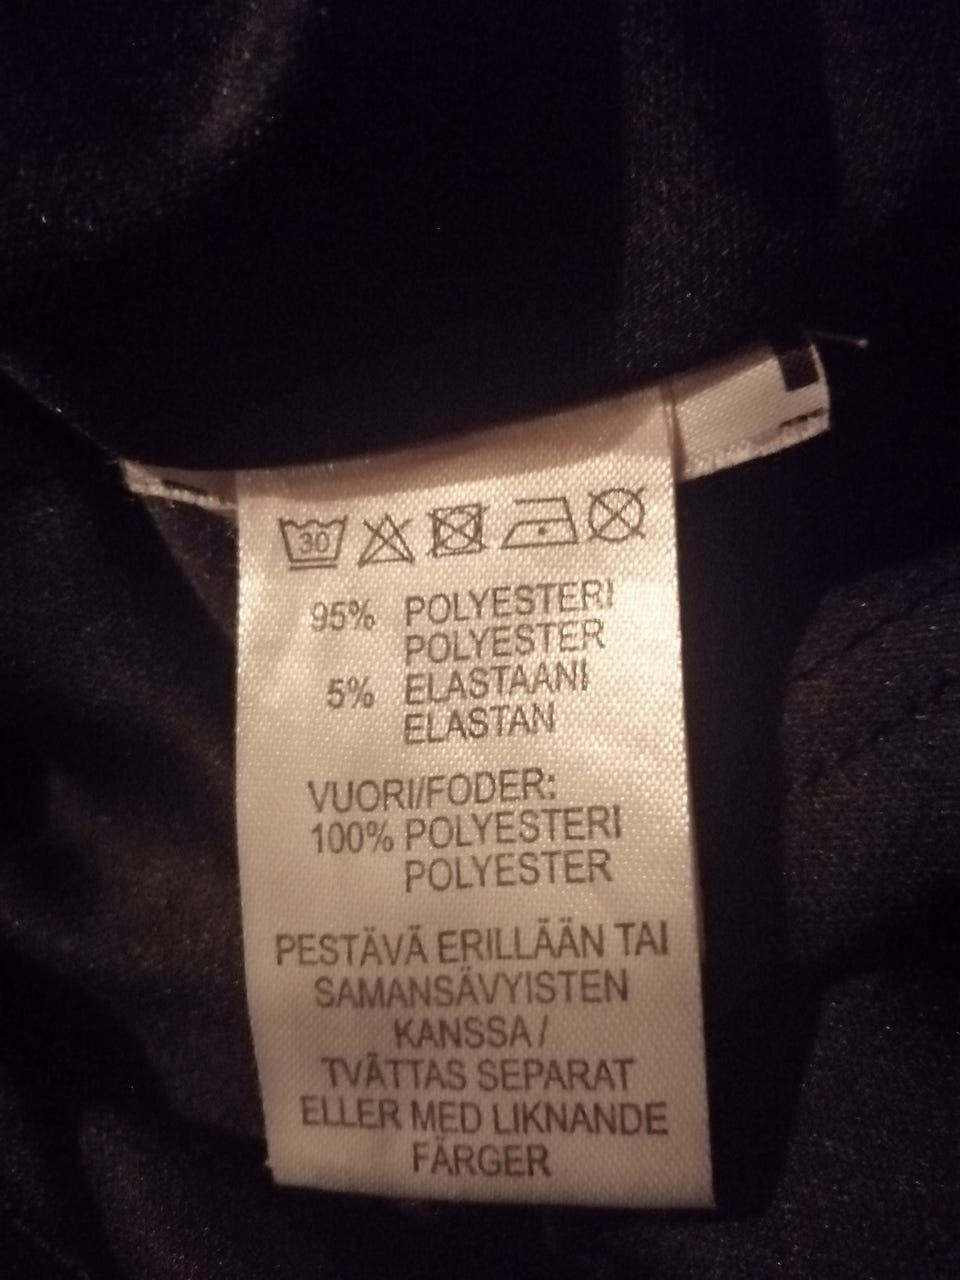 30
95% POLYESTERI
POLYESTER
5% ELASTAANI
ELASTAN
VUORI/FODER:
100% POLYESTERI
POLYESTER
PESTÄVÄ ERILLÄÄN TAI
SAMANSÄVYISTEN
KANSSA /
TVÄTTAS SEPARAT
ELLER MED LIKNANDE
FÄRGER